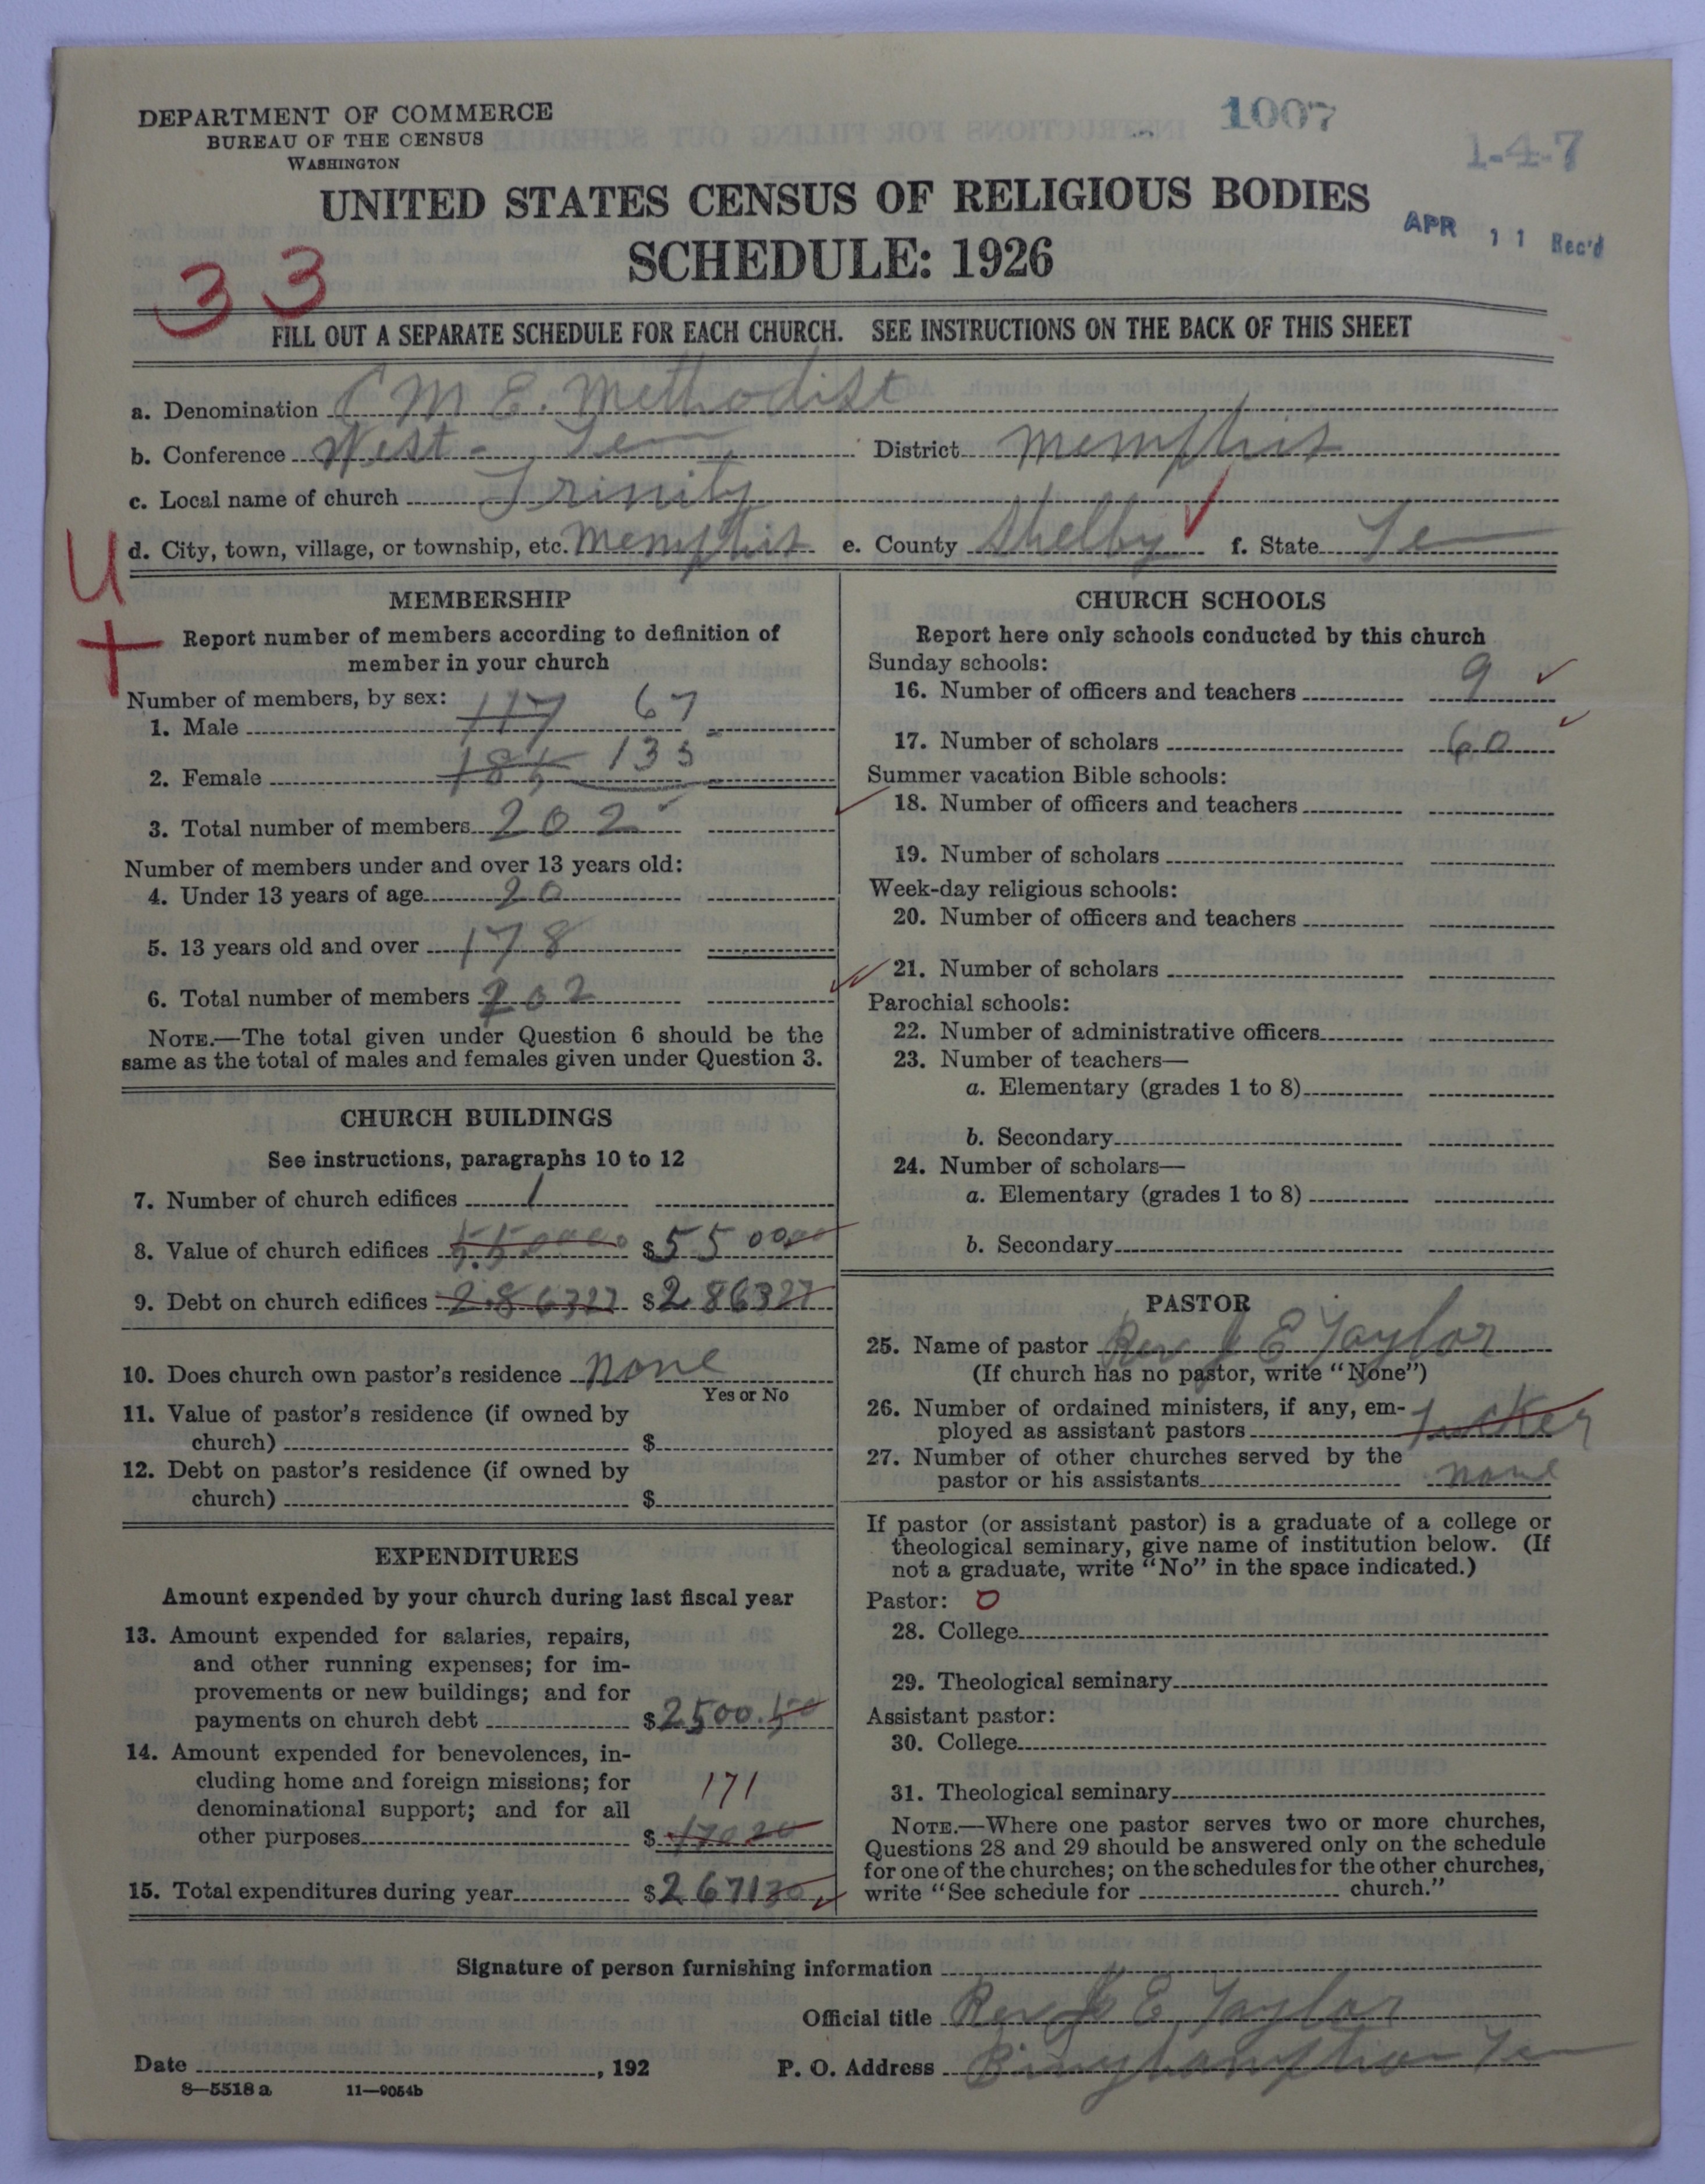 DEPARTMENT OF COMMERCE
BUREAU OF THE CENSUS
WASHINGTON
1007
1-4-7
UNITED STATES CENSUS OF RELIGIOUS BODIES
SCHEDULE: 1926
APR 11 Rec'd
33
FILL OUT A SEPARATE SCHEDULE FOR EACH CHURCH. SEE INSTRUCTIONS ON THE BACK OF THIS SHEET
a. Denomination C M E. Methodist
b. Conference West - Ten District Memphis
c. Local name of church Trinity
U
d. City, town, village, or township, etc. Memphis e. County Shelby f. State Ten
MEMBERSHIP
Report number of members according to definition of
member in your church
Number of members, by sex:
1. Male 117 67
2. Female 185 135
3. Total number of members 202
Number of members under and over 13 years old:
4. Under 13 years of age 20
5. 13 years old and over 178
6. Total number of members 202
NOTE.—The total given under Question 6 should be the
same as the total of males and females given under Question 3.
CHURCH BUILDINGS
See instructions, paragraphs 10 to 12
7. Number of church edifices 1
8. Value of church edifices 550000 $55 0000
9. Debt on church edifices 286327 $286327
10. Does church own pastor's residence None
Yes or No
11. Value of pastor's residence (if owned by
church) $
12. Debt on pastor's residence (if owned by
church) $
EXPENDITURES
Amount expended by your church during last fiscal year
13. Amount expended for salaries, repairs,
and other running expenses; for im-
provements or new buildings; and for
payments on church debt $2500.50
14. Amount expended for benevolences, in-
cluding home and foreign missions; for 171
denominational support; and for all
other purposes $ 17020
15. Total expenditures during year $267130
CHURCH SCHOOLS
Report here only schools conducted by this church
Sunday schools:
16. Number of officers and teachers 9
17. Number of scholars 60
Summer vacation Bible schools:
18. Number of officers and teachers
19. Number of scholars
Week-day religious schools:
20. Number of officers and teachers
21. Number of scholars
Parochial schools:
22. Number of administrative officers
23. Number of teachers—
a. Elementary (grades 1 to 8)
b. Secondary
24. Number of scholars—
a. Elementary (grades 1 to 8)
b. Secondary
PASTOR
25. Name of pastor Rev J E Taylor
(If church has no pastor, write "None")
26. Number of ordained ministers, if any, em-
ployed as assistant pastors
27. Number of other churches served by the
pastor or his assistants none
If pastor (or assistant pastor) is a graduate of a college or
theological seminary, give name of institution below. (If
not a graduate, write "No" in the space indicated.)
Pastor: 0
28. College
29. Theological seminary
Assistant pastor:
30. College
31. Theological seminary
NOTE.—Where one pastor serves two or more churches,
Questions 28 and 29 should be answered only on the schedule
for one of the churches; on the schedules for the other churches,
write "See schedule for church."
Signature of person furnishing information
Official title Rev J E Taylor
Date , 192 P. O. Address Binghampton Ten
8—5518 a 11—9054b